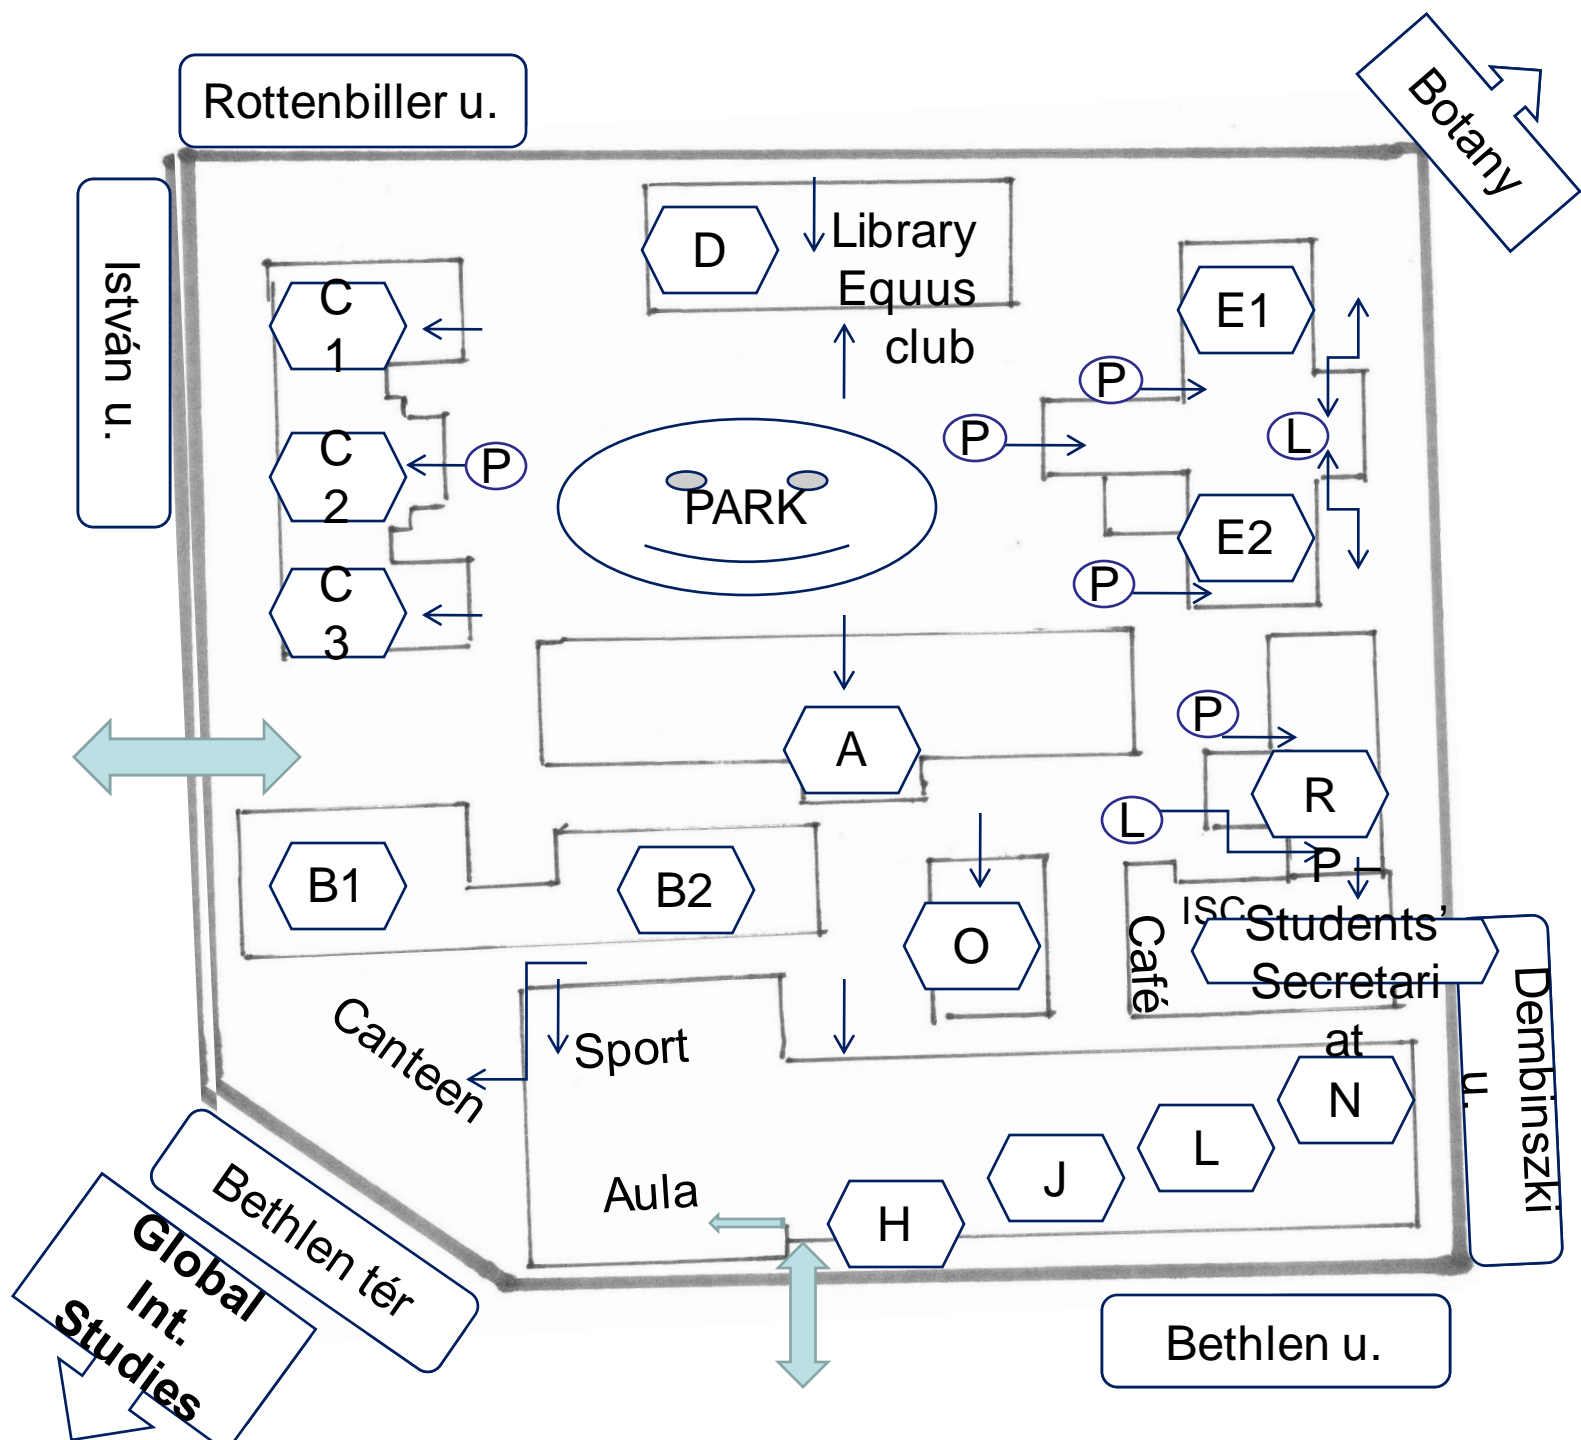 Rottenbiller u.
Botany
István u.
D
Library
Equus
club
C
1
E1
P
P
L
C
2
P
PARK
E2
P
C
3
P
A
R
L
P –
B1
B2
O
Café
ISC
Students’
Secretari
at
Dembinszki
u.
Canteen
Sport
N
L
J
Aula
H
Bethlen tér
Global
Int.
Studies
Bethlen u.